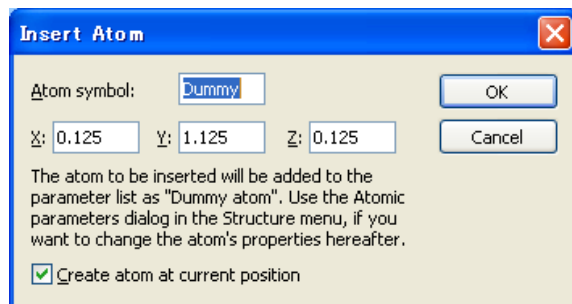 Insert Atom
Atom symbol: Dummy OK
X: 0.125 Y: 1.125 Z: 0.125 Cancel
The atom to be inserted will be added to the
parameter list as "Dummy atom". Use the Atomic
parameters dialog in the Structure menu, if you
want to change the atom's properties hereafter.
Create atom at current position